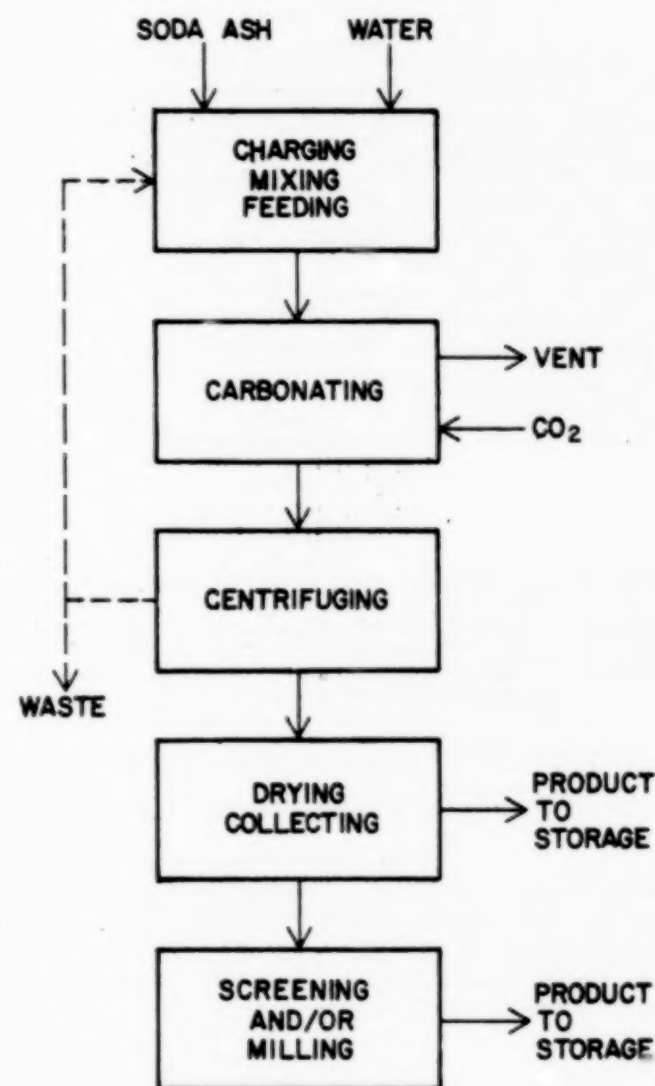 SODA ASH
WATER
CHARGING
MIXING
FEEDING
CARBONATING
VENT
CO₂
CENTRIFUGING
WASTE
DRYING
COLLECTING
PRODUCT
TO
STORAGE
SCREENING
AND/OR
MILLING
PRODUCT
TO
STORAGE